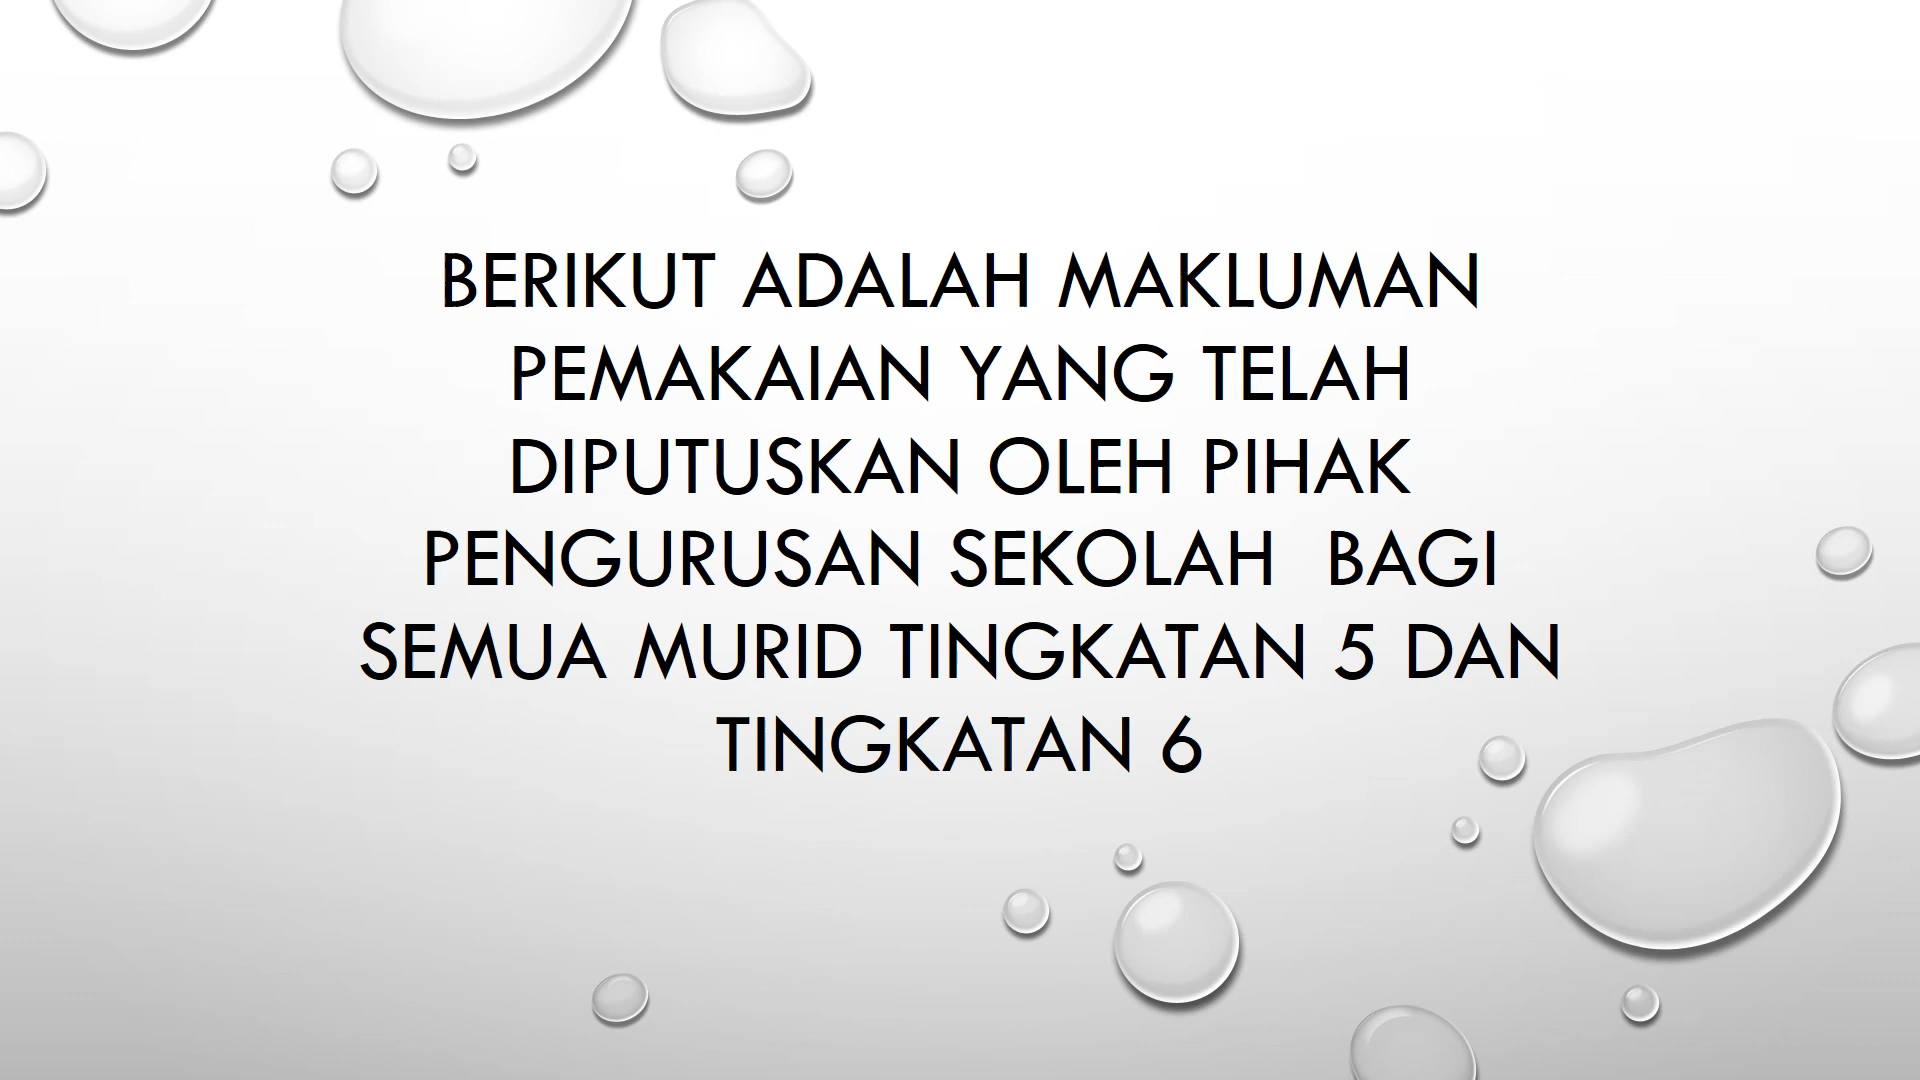 BERIKUT ADALAH MAKLUMAN
PEMAKAIAN YANG TELAH
DIPUTUSKAN OLEH PIHAK
PENGURUSAN SEKOLAH  BAGI
SEMUA MURID TINGKATAN 5 DAN
TINGKATAN 6